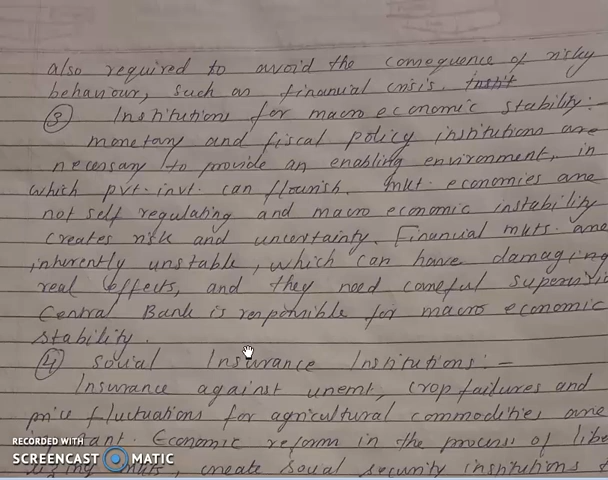 also required to avoid the consequence of risky
behaviour, such as financial crisis. Instit
③ Institutions for macro economic stability:-
monetary and fiscal policy institutions are
necessary to provide an enabling environment, in
which pvt. invt. can flourish. Mkt. economies are
not self regulating and macro economic instability
creates risk and uncertainty. Financial mkts. are
inherently unstable, which can have damaging
real effects, and they need careful
Central Bank is responsible for macro economic
stability.
④ Social Insurance Institutions:-
Insurance against unemt, crop failures and
price fluctuations for agricultural commodities are
Economic reform in the process of
mkts, create social security institutions
RECORDED WITH
SCREENCAST MATIC